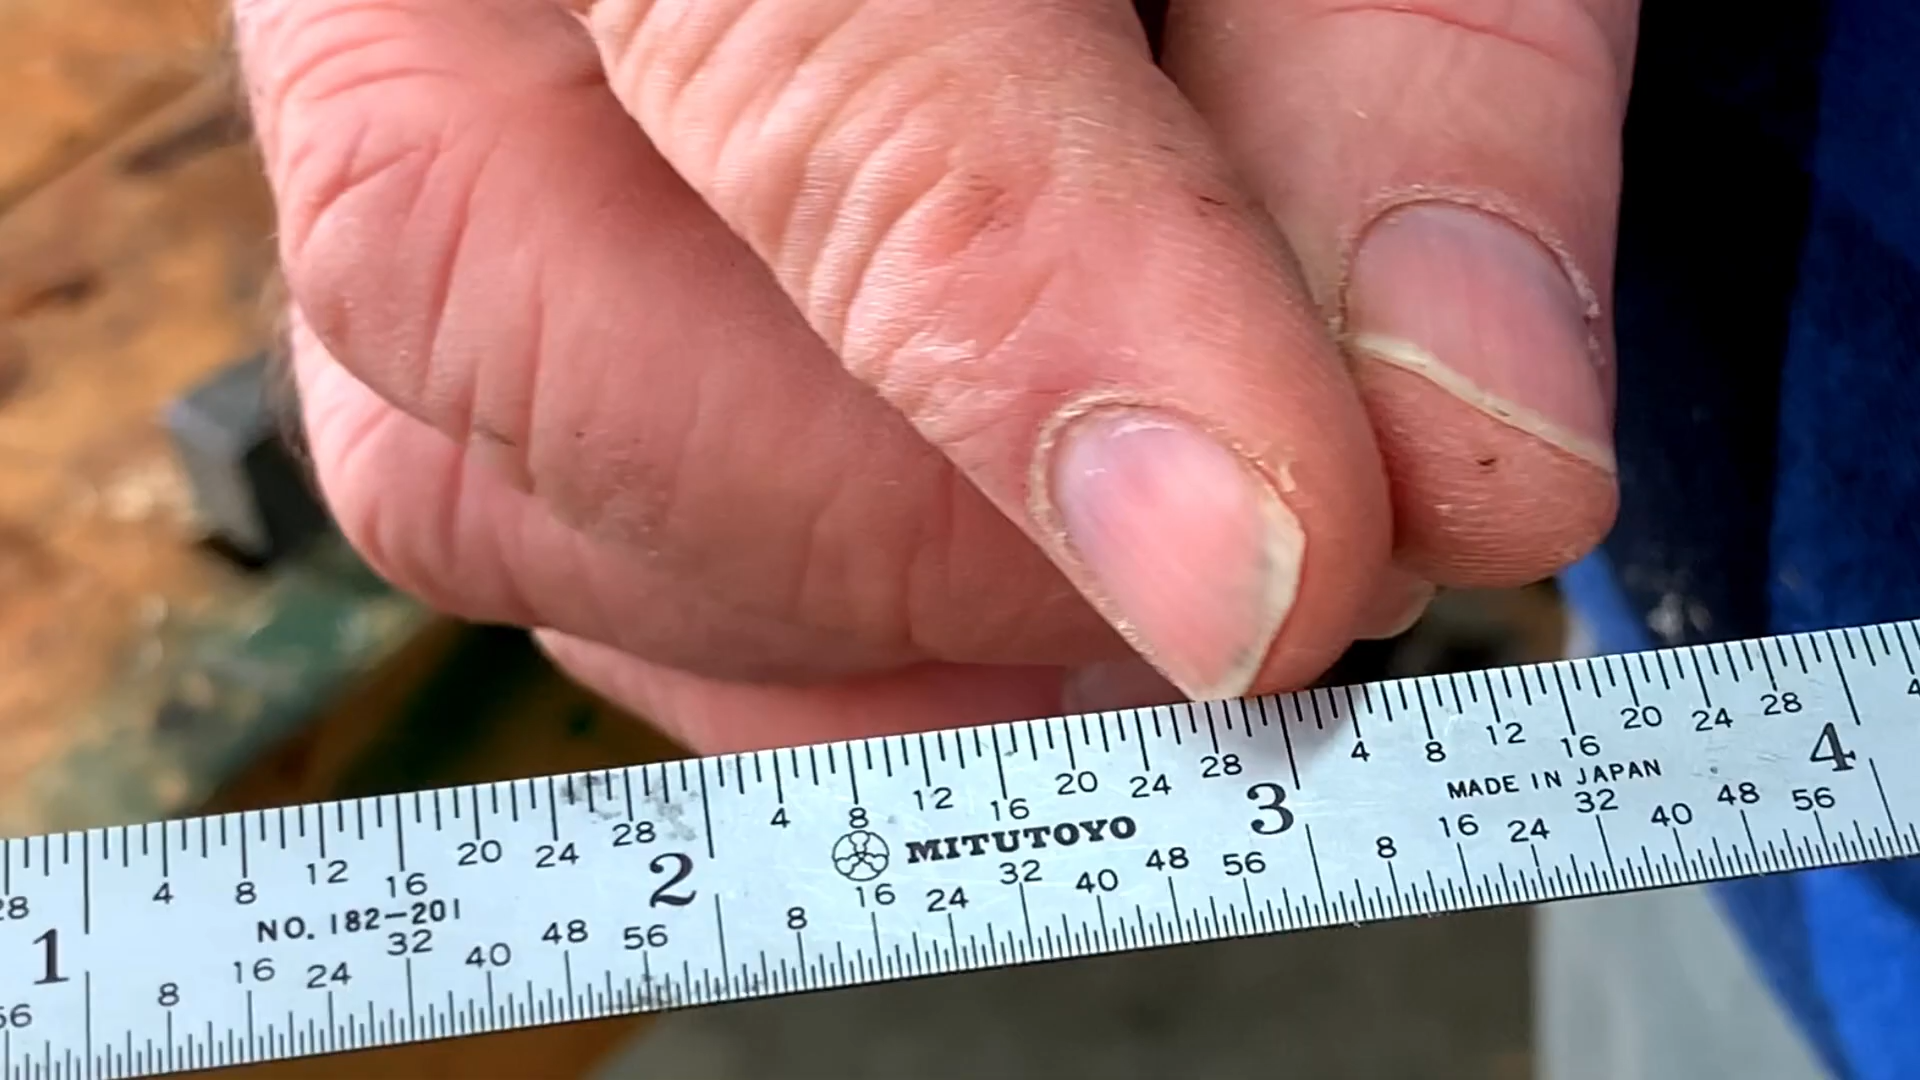 28 4 8 12 16 20 24 28 4 8 12 16 20 24 28 4 8 12 16 20 24 28 4
1 2 3 4
NO. 182-201
MITUTOYO
MADE IN JAPAN
56 8 16 24 32 40 48 56 8 16 24 32 40 48 56 8 16 24 32 40 48 56